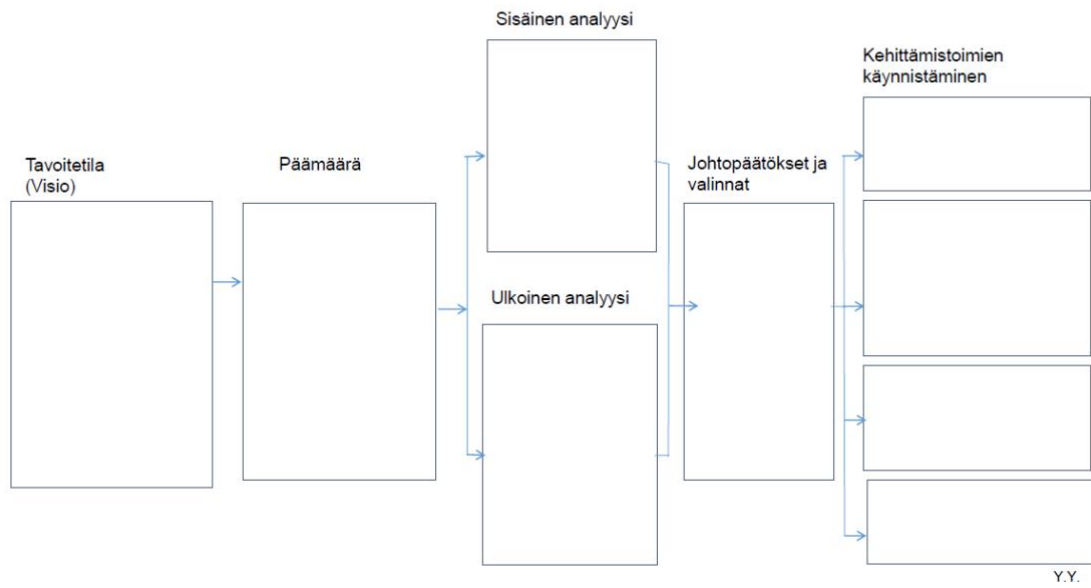 Tavoitetila
(Visio)
Päämäärä
Sisäinen analyysi
Ulkoinen analyysi
Johtopäätökset ja
valinnat
Kehittämistoimien
käynnistäminen
Y.Y.